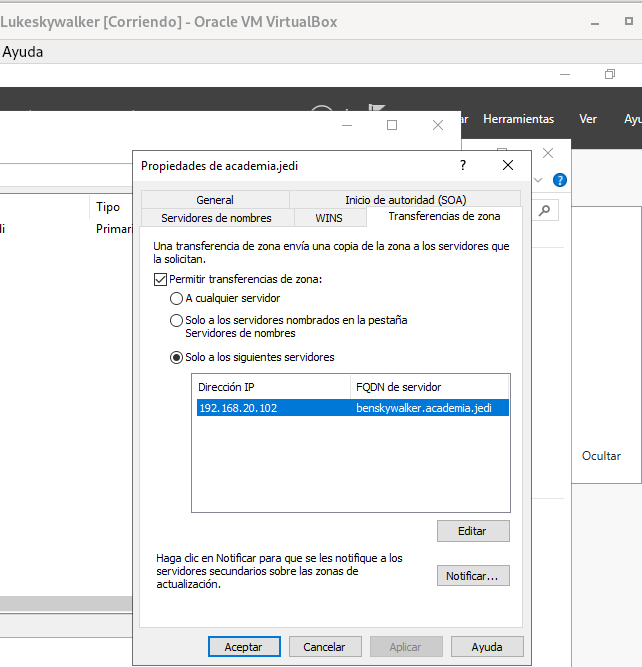 Lukeskywalker [Corriendo] - Oracle VM VirtualBox
Ayuda
Herramientas
Ver
Propiedades de academia.jedi
?
General
Inicio de autoridad (SOA)
Servidores de nombres
WINS
Transferencias de zona
Tipo
Primari
Una transferencia de zona envía una copia de la zona a los servidores que
la solicitan.
Permitir transferencias de zona:
A cualquier servidor
Solo a los servidores nombrados en la pestaña
Servidores de nombres
Solo a los siguientes servidores
Dirección IP
FQDN de servidor
192.168.20.102
benskywalker.academia.jedi
Ocultar
Editar
Haga clic en Notificar para que se les notifique a los
servidores secundarios sobre las zonas de
actualización.
Notificar...
Aceptar
Cancelar
Aplicar
Ayuda